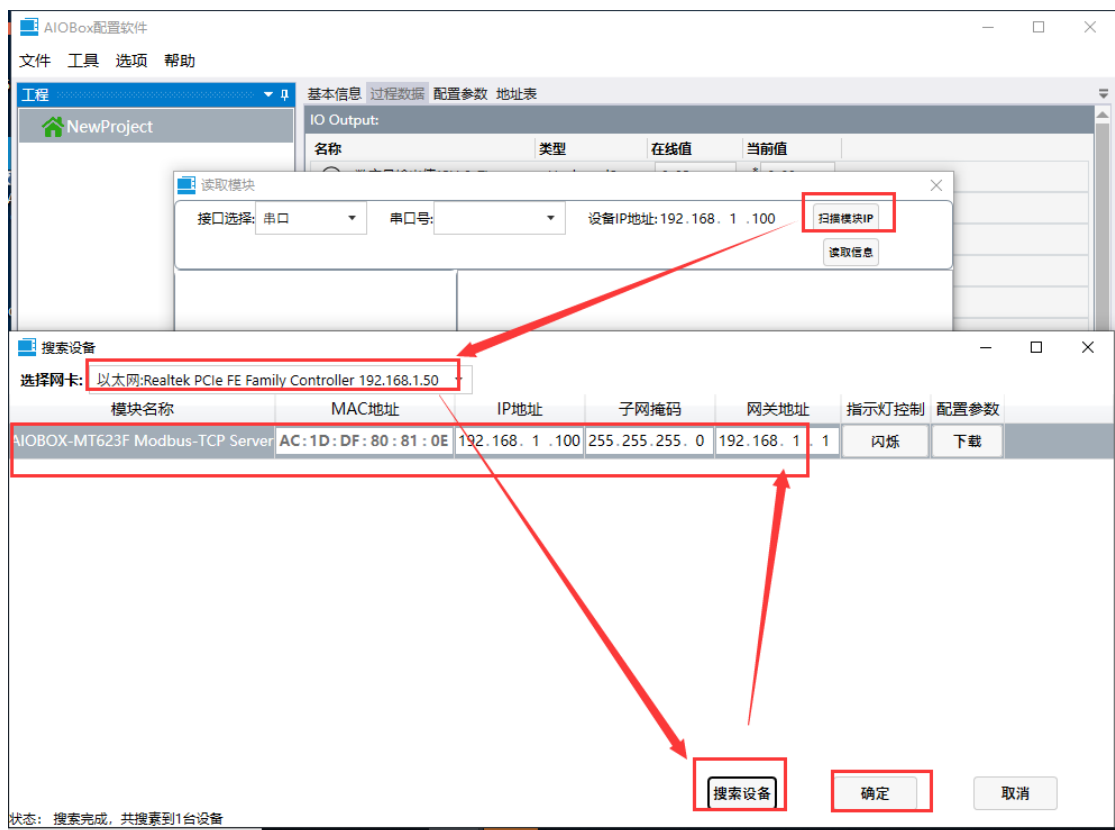 AIOBox配置软件
文件 工具 选项 帮助
工程
NewProject
基本信息 过程数据 配置参数 地址表
IO Output:
名称 类型 在线值 当前值
读取模块
接口选择: 串口 串口号: 设备IP地址: 192.168. 1 .100 扫描模块IP
读取信息
搜索设备
选择网卡: 以太网:Realtek PCIe FE Family Controller 192.168.1.50
模块名称 MAC地址 IP地址 子网掩码 网关地址 指示灯控制 配置参数
AIOBOX-MT623F Modbus-TCP Server AC:1D:DF:80:81:0E 192.168. 1 .100 255.255.255. 0 192.168. 1 . 1 闪烁 下载
搜索设备 确定 取消
状态: 搜索完成，共搜素到1台设备